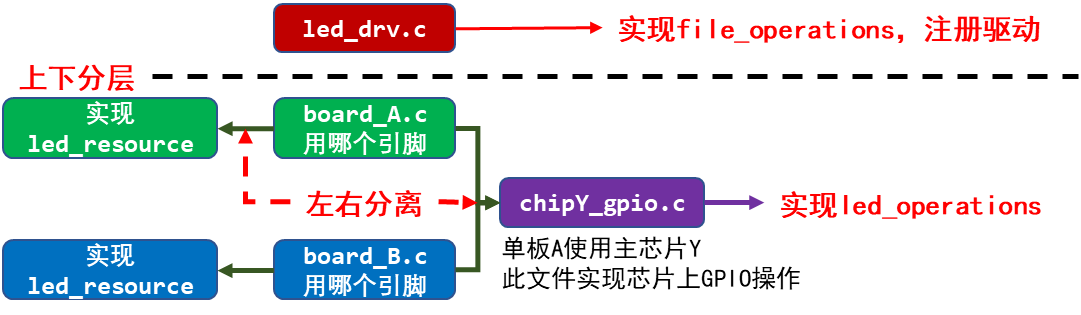 led_drv.c
实现file_operations，注册驱动
上下分层
实现
led_resource
board_A.c
用哪个引脚
左右分离
chipY_gpio.c
实现led_operations
单板A使用主芯片Y
此文件实现芯片上GPIO操作
实现
led_resource
board_B.c
用哪个引脚